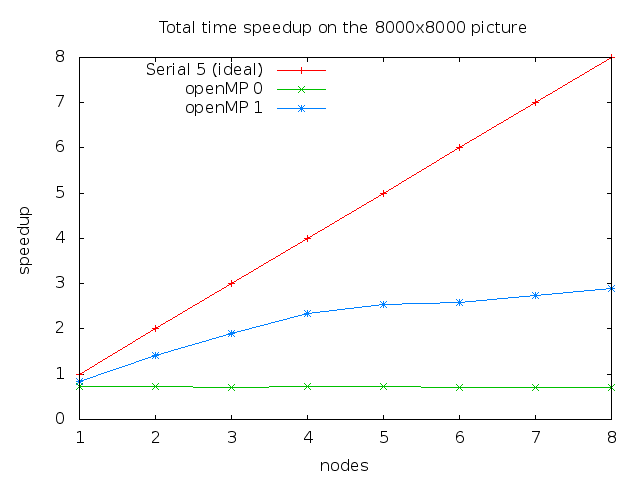 Total time speedup on the 8000x8000 picture
Serial 5 (ideal)
openMP 0
openMP 1
speedup
8
7
6
5
4
3
2
1
0
1 2 3 4 5 6 7 8
nodes